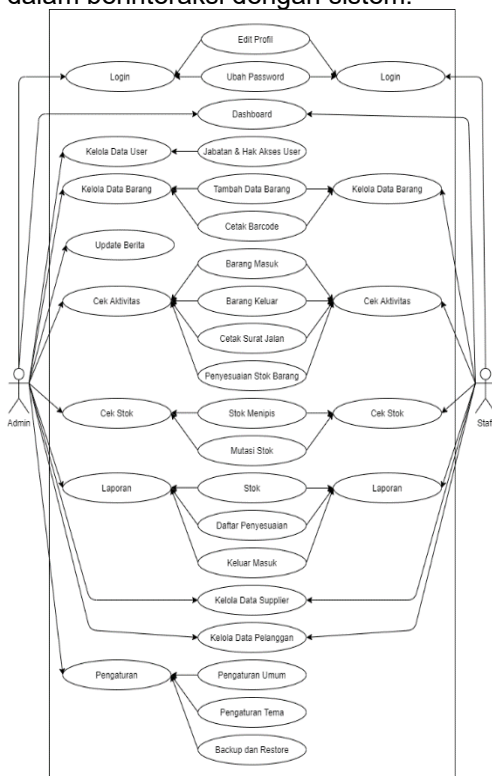 dalam berinteraksi dengan sistem.
Edit Profil
Login
Ubah Password
Login
Dashboard
Kelola Data User
Jabatan & Hak Akses User
Kelola Data Barang
Tambah Data Barang
Kelola Data Barang
Cetak Barcode
Update Berita
Barang Masuk
Cek Aktivitas
Barang Keluar
Cek Aktivitas
Cetak Surat Jalan
Penyesuaian Stok Barang
Admin
Staf
Cek Stok
Stok Menipis
Cek Stok
Mutasi Stok
Laporan
Stok
Laporan
Daftar Penyesuaian
Keluar Masuk
Kelola Data Supplier
Kelola Data Pelanggan
Pengaturan
Pengaturan Umum
Pengaturan Tema
Backup dan Restore